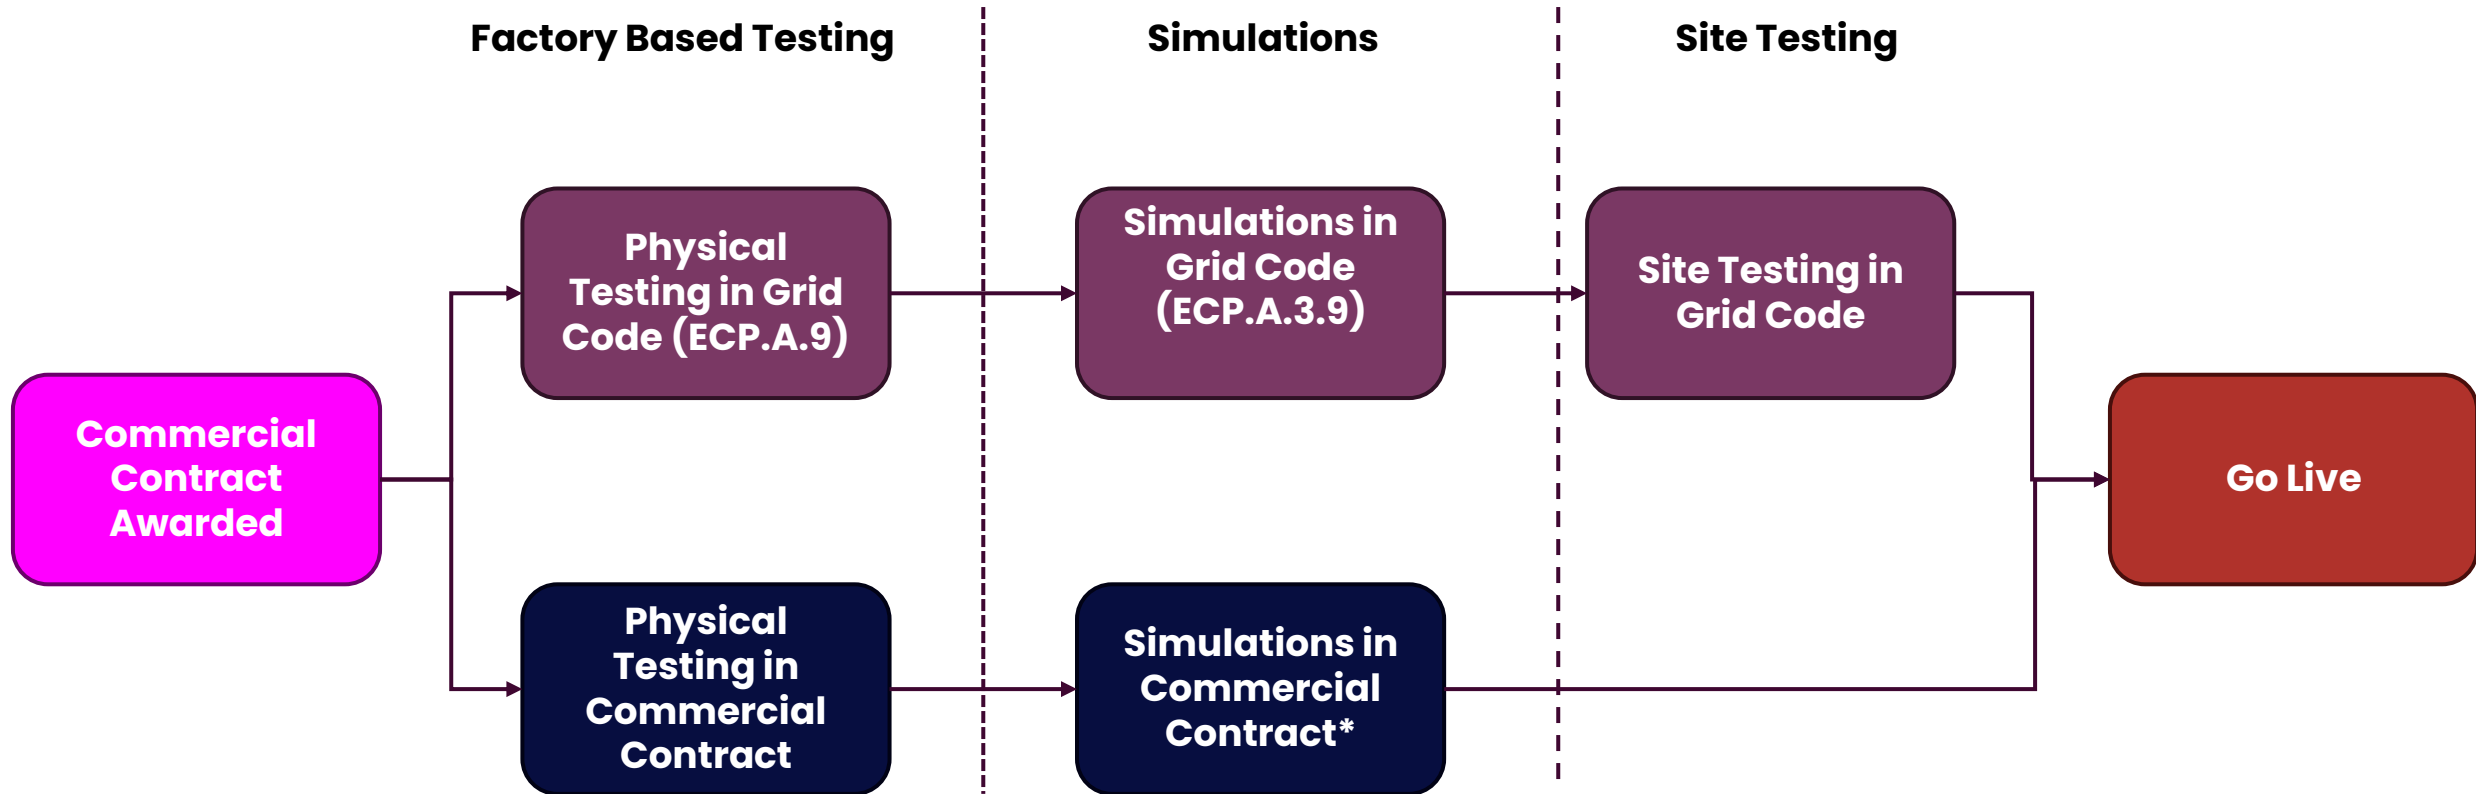 Factory Based Testing
Simulations
Site Testing
Physical
Testing in Grid
Code (ECP.A.9)
Simulations in
Grid Code
(ECP.A.3.9)
Site Testing in
Grid Code
Commercial
Contract
Awarded
Go Live
Physical
Testing in
Commercial
Contract
Simulations in
Commercial
Contract*